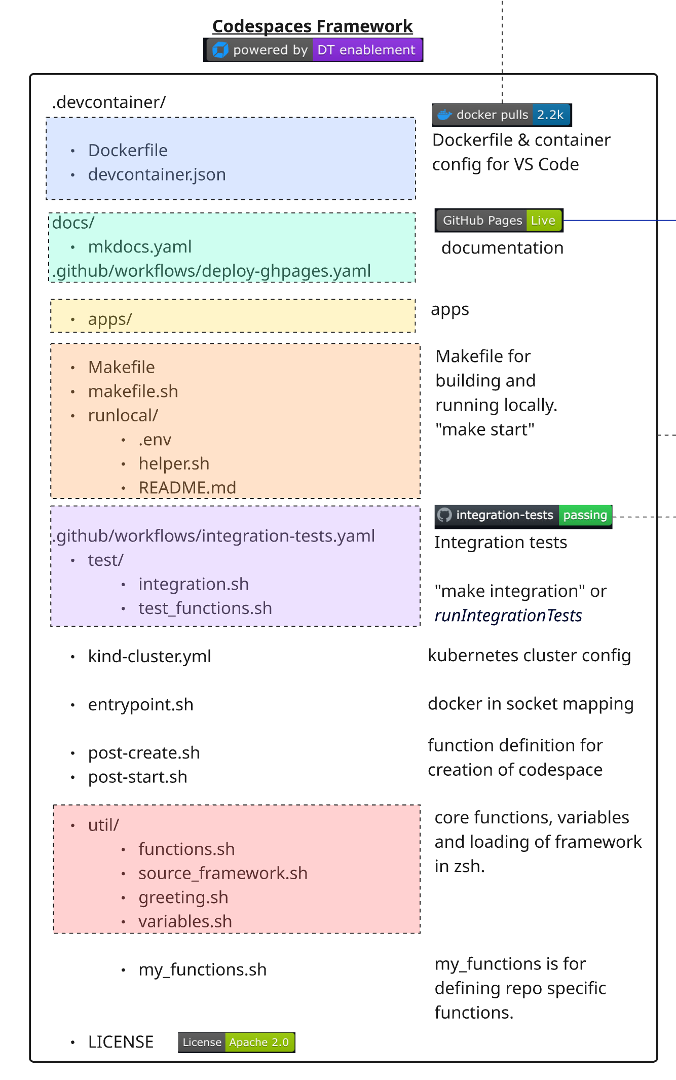 Codespaces Framework
powered by DT enablement
.devcontainer/
docker pulls 2.2k
• Dockerfile
• devcontainer.json
Dockerfile & container
config for VS Code
docs/
• mkdocs.yaml
.github/workflows/deploy-ghpages.yaml
GitHub Pages Live
documentation
• apps/
apps
• Makefile
• makefile.sh
• runlocal/
• .env
• helper.sh
• README.md
Makefile for
building and
running locally.
"make start"
.github/workflows/integration-tests.yaml
• test/
• integration.sh
• test_functions.sh
integration-tests passing
Integration tests
"make integration" or
runIntegrationTests
• kind-cluster.yml
kubernetes cluster config
• entrypoint.sh
docker in socket mapping
• post-create.sh
• post-start.sh
function definition for
creation of codespace
• util/
• functions.sh
• source_framework.sh
• greeting.sh
• variables.sh
core functions, variables
and loading of framework
in zsh.
• my_functions.sh
my_functions is for
defining repo specific
functions.
• LICENSE
License Apache 2.0